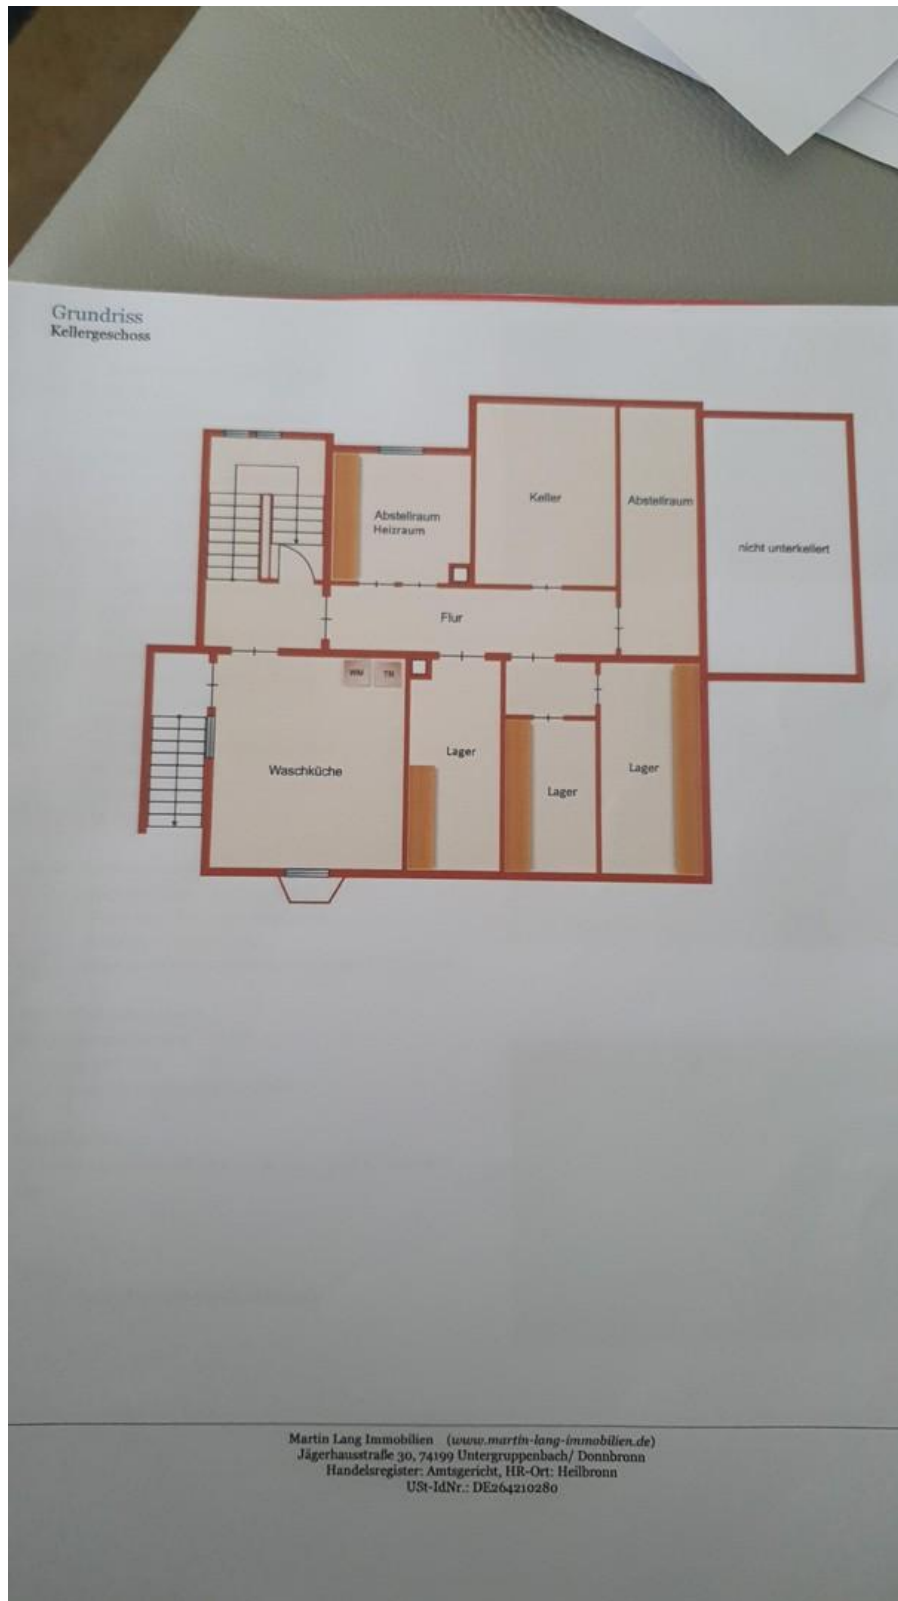 Grundriss
Kellergeschoss
Keller
Abstellraum
Abstellraum
Heizraum
nicht unterkellert
Flur
WM
TR
Lager
Lager
Lager
Waschküche
Martin Lang Immobilien (www.martin-lang-immobilien.de)
Jägerhausstraße 30, 74199 Untergruppenbach/ Donnbronn
Handelsregister: Amtsgericht, HR-Ort: Heilbronn
USt-IdNr.: DE264210280